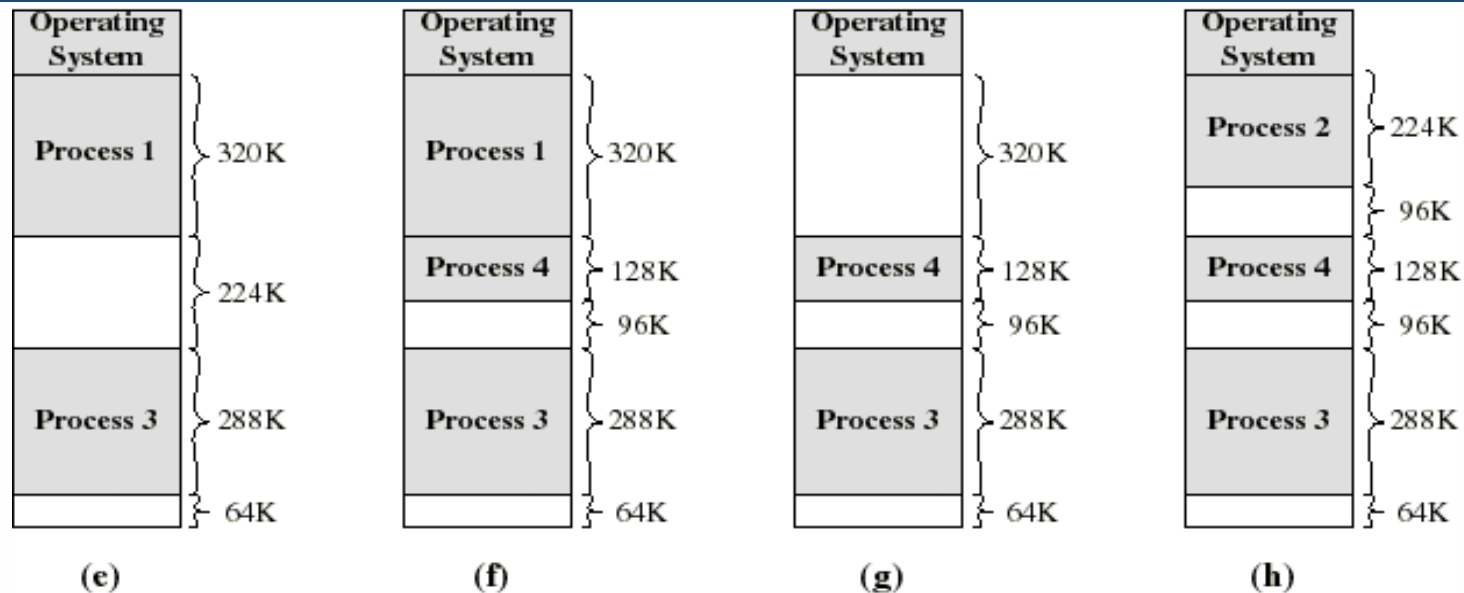 Operating
System
Process 1
320K
224K
Process 3
288K
64K
(e)
Operating
System
Process 1
320K
Process 4
128K
96K
Process 3
288K
64K
(f)
Operating
System
320K
Process 4
128K
96K
Process 3
288K
64K
(g)
Operating
System
Process 2
224K
96K
Process 4
128K
96K
Process 3
288K
64K
(h)